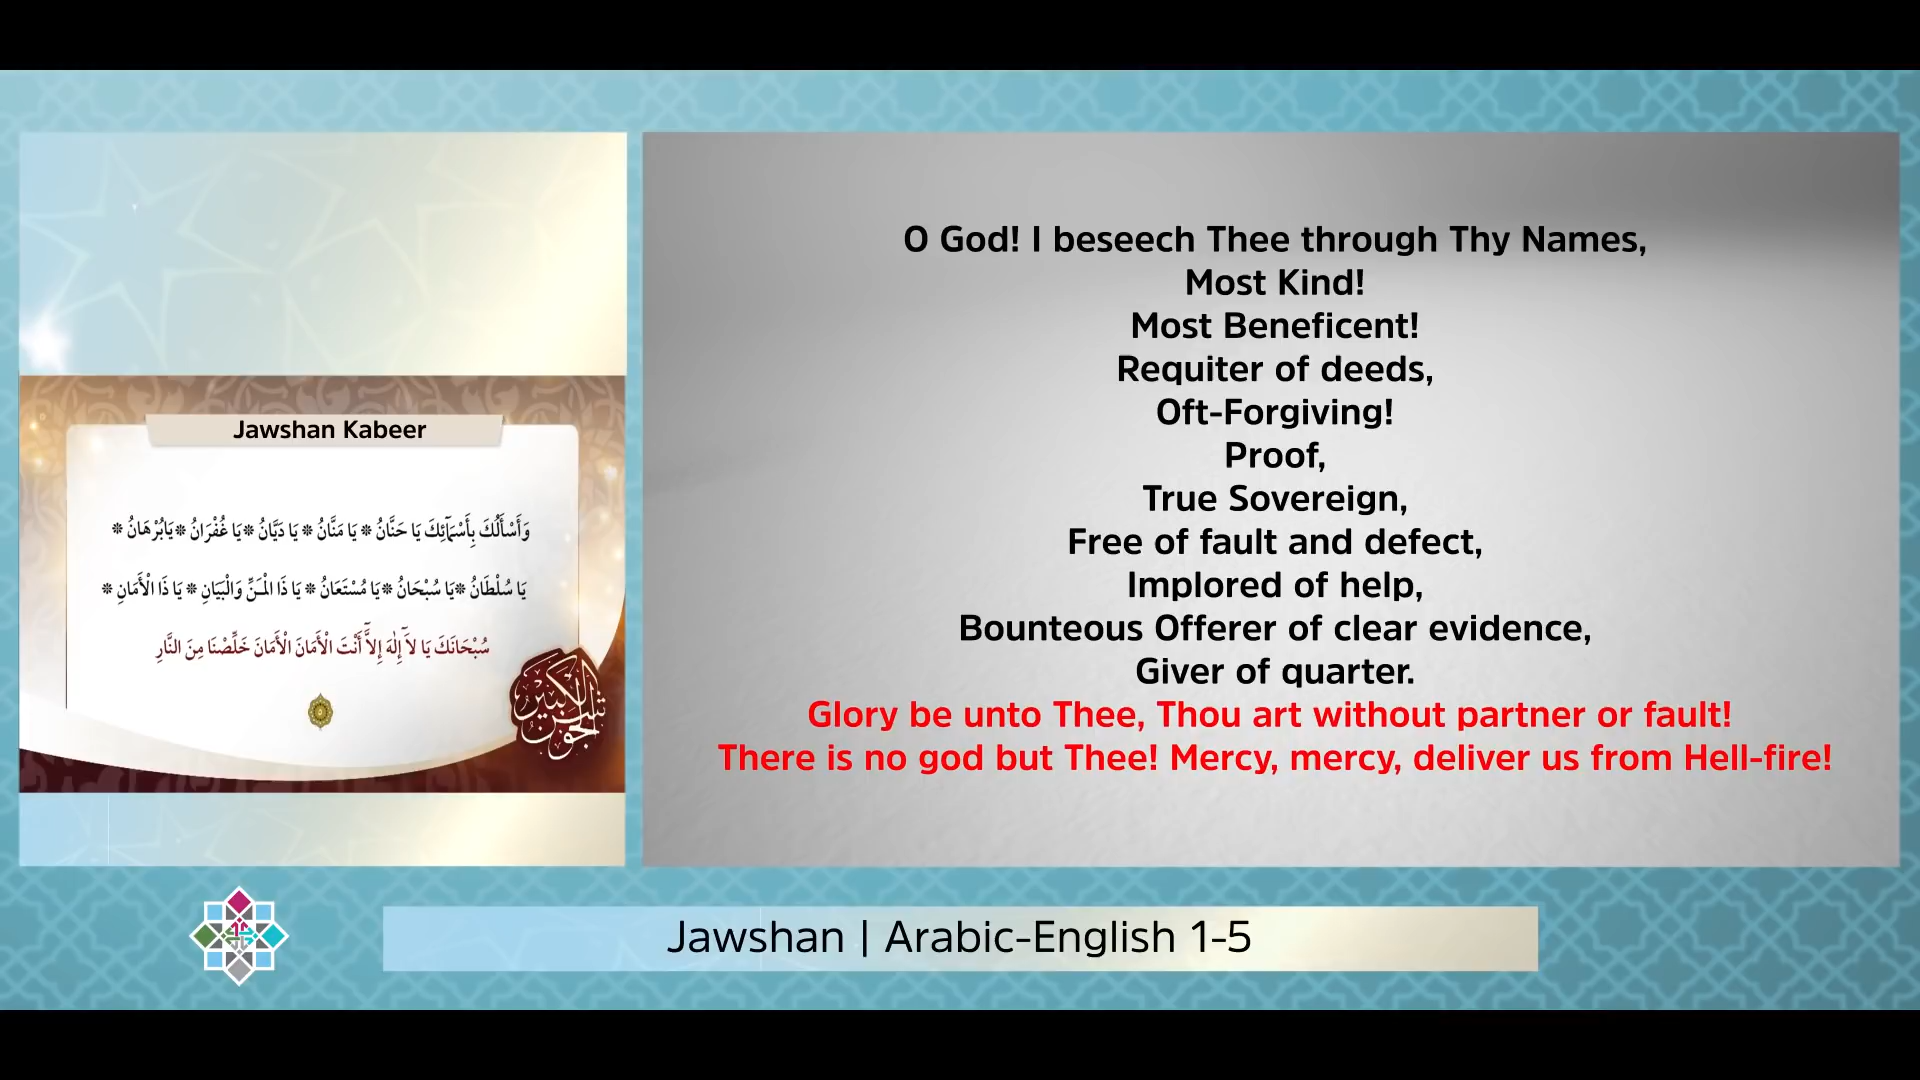 Jawshan Kabeer
وَأَسْأَلُكَ بِأَسْمَآئِكَ يَا حَنَّانُ * يَا مَنَّانُ * يَا دَيَّانُ * يَا غُفْرَانُ * يَابُرْهَانُ *
يَا سُلْطَانُ * يَا سُبْحَانُ * يَا مُسْتَعَانُ * يَا ذَا الْمَنِّ وَالْبَيَانِ * يَا ذَا الْأَمَانِ *
سُبْحَانَكَ يَا لَآ إِلٰهَ إِلَّآ أَنْتَ الْأَمَانَ الْأَمَانَ خَلِّصْنَا مِنَ النَّارِ
الجوشن الكبير
O God! I beseech Thee through Thy Names,
Most Kind!
Most Beneficent!
Requiter of deeds,
Oft-Forgiving!
Proof,
True Sovereign,
Free of fault and defect,
Implored of help,
Bounteous Offerer of clear evidence,
Giver of quarter.
Glory be unto Thee, Thou art without partner or fault!
There is no god but Thee! Mercy, mercy, deliver us from Hell-fire!
Jawshan | Arabic-English 1-5